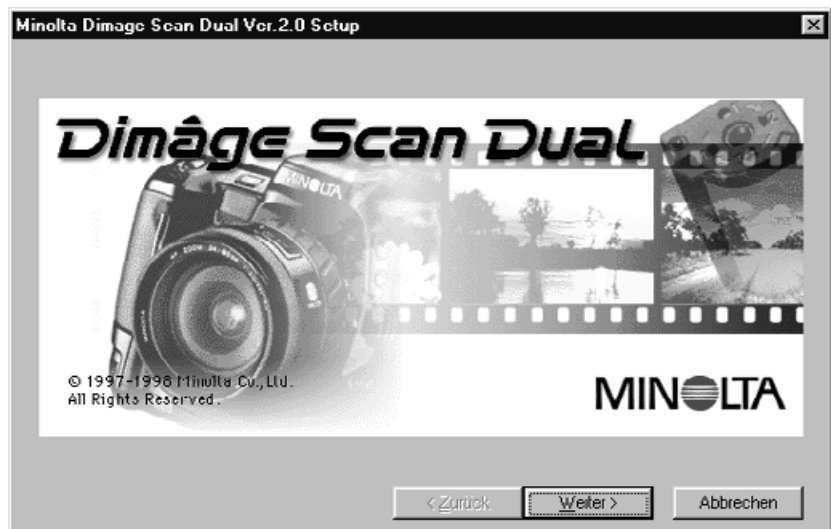 Minolta Dimage Scan Dual Ver.2.0 Setup
Dimâge Scan Dual
MINOLTA
© 1997-1998 Minolta Co., Ltd.
All Rights Reserved.
MINOLTA
< Zurück
Weiter >
Abbrechen